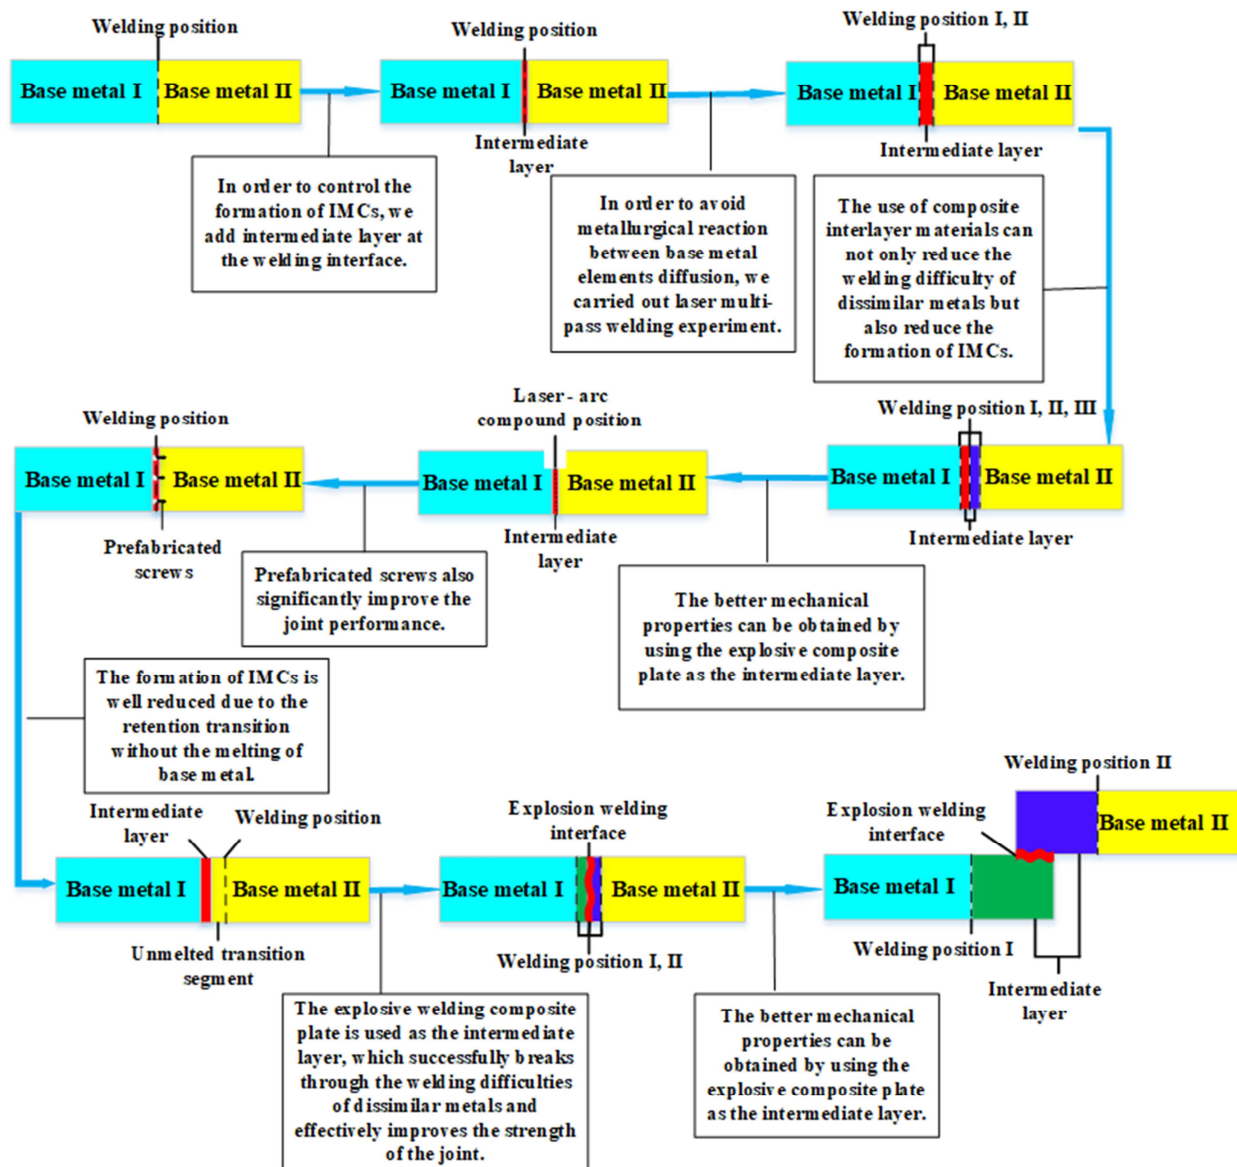 Welding position
Base metal I
Base metal II
Welding position
Base metal I
Base metal II
Intermediate
layer
Welding position I, II
Base metal I
Base metal II
Intermediate layer
In order to control the
formation of IMCs, we
add intermediate layer at
the welding interface.
In order to avoid
metallurgical reaction
between base metal
elements diffusion, we
carried out laser multi-
pass welding experiment.
The use of composite
interlayer materials can
not only reduce the
welding difficulty of
dissimilar metals but
also reduce the
formation of IMCs.
Welding position
Base metal I
Base metal II
Prefabricated
screws
Laser- arc
compound position
Base metal I
Base metal II
Intermediate
layer
Welding position I, II, III
Base metal I
Base metal II
Intermediate layer
Prefabricated screws also
significantly improve the
joint performance.
The better mechanical
properties can be obtained by
using the explosive composite
plate as the intermediate layer.
The formation of IMCs is
well reduced due to the
retention transition
without the melting of
base metal.
Intermediate
layer
Welding position
Base metal I
Base metal II
Unmelted transition
segment
Explosion welding
interface
Base metal I
Base metal II
Welding position I, II
Welding position II
Explosion welding
interface
Base metal II
Base metal I
Welding position I
Intermediate
layer
The explosive welding composite
plate is used as the intermediate
layer, which successfully breaks
through the welding difficulties
of dissimilar metals and
effectively improves the strength
of the joint.
The better mechanical
properties can be
obtained by using the
explosive composite plate
as the intermediate layer.